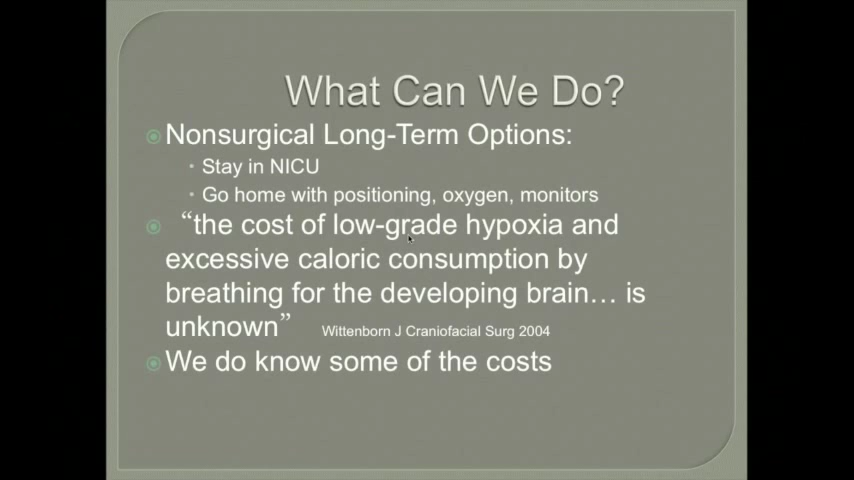 What Can We Do?
Nonsurgical Long-Term Options:
Stay in NICU
Go home with positioning, oxygen, monitors
“the cost of low-grade hypoxia and
excessive caloric consumption by
breathing for the developing brain… is
unknown” Wittenborn J Craniofacial Surg 2004
We do know some of the costs